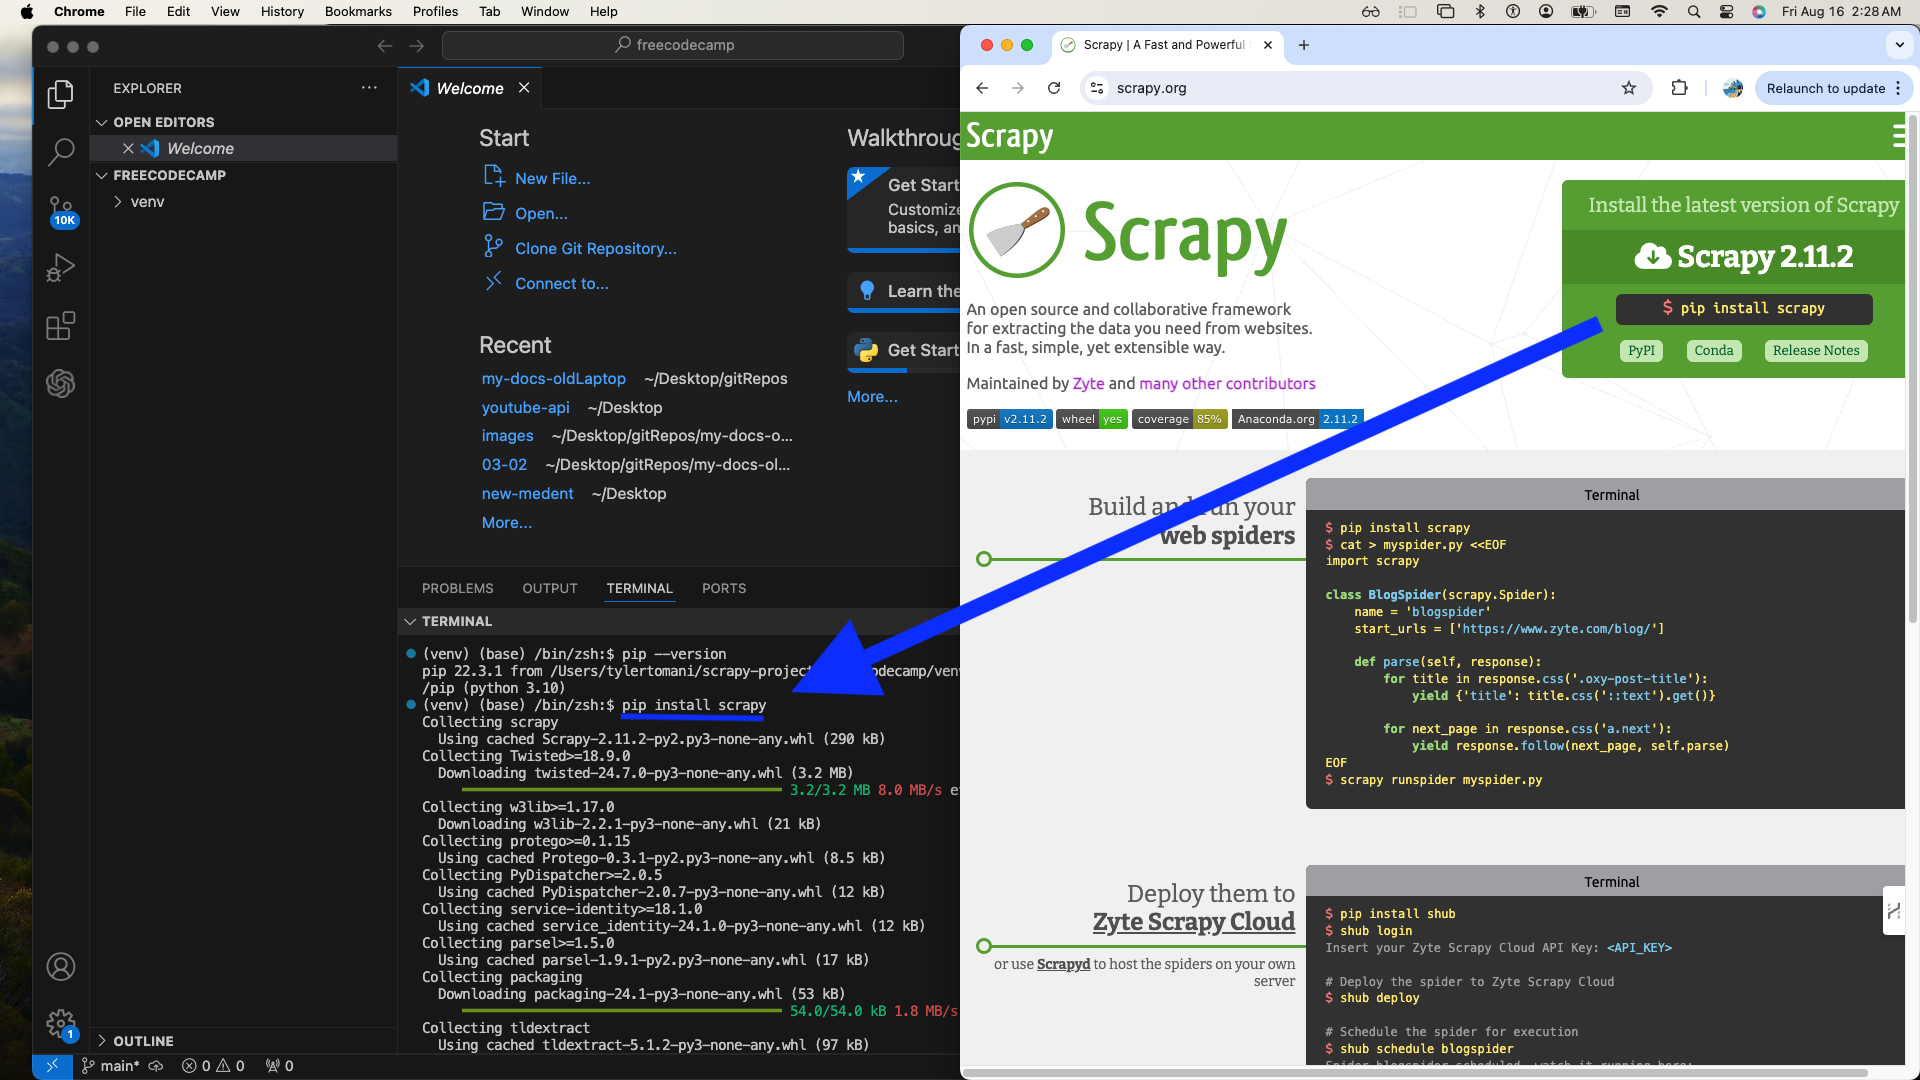 Chrome File Edit View History Bookmarks Profiles Tab Window Help
Fri Aug 16 2:28 AM
freecodecamp
EXPLORER
OPEN EDITORS
Welcome
FREECODECAMP
venv
10K
1
OUTLINE
main* 0 0 0
Welcome
Start
New File...
Open...
Clone Git Repository...
Connect to...
Recent
my-docs-oldLaptop ~/Desktop/gitRepos
youtube-api ~/Desktop
images ~/Desktop/gitRepos/my-docs-o...
03-02 ~/Desktop/gitRepos/my-docs-ol...
new-medent ~/Desktop
More...
Walkthroug
Get Start
Customize
basics, an
Learn the
Get Start
More...
PROBLEMS OUTPUT TERMINAL PORTS
TERMINAL
(venv) (base) /bin/zsh:$ pip --version
pip 22.3.1 from /Users/tylertomani/scrapy-project odecamp/venv
/pip (python 3.10)
(venv) (base) /bin/zsh:$ pip install scrapy
Collecting scrapy
Using cached Scrapy-2.11.2-py2.py3-none-any.whl (290 kB)
Collecting Twisted>=18.9.0
Downloading twisted-24.7.0-py3-none-any.whl (3.2 MB)
3.2/3.2 MB 8.0 MB/s et
Collecting w3lib>=1.17.0
Downloading w3lib-2.2.1-py3-none-any.whl (21 kB)
Collecting protego>=0.1.15
Using cached Protego-0.3.1-py2.py3-none-any.whl (8.5 kB)
Collecting PyDispatcher>=2.0.5
Using cached PyDispatcher-2.0.7-py3-none-any.whl (12 kB)
Collecting service-identity>=18.1.0
Using cached service_identity-24.1.0-py3-none-any.whl (12 kB)
Collecting parsel>=1.5.0
Using cached parsel-1.9.1-py2.py3-none-any.whl (17 kB)
Collecting packaging
Downloading packaging-24.1-py3-none-any.whl (53 kB)
54.0/54.0 kB 1.8 MB/s
Collecting tldextract
Using cached tldextract-5.1.2-py3-none-any.whl (97 kB)
Scrapy | A Fast and Powerful
scrapy.org
Relaunch to update
Scrapy
Scrapy
An open source and collaborative framework
for extracting the data you need from websites.
In a fast, simple, yet extensible way.
Maintained by Zyte and many other contributors
pypi v2.11.2 wheel yes coverage 85% Anaconda.org 2.11.2
Install the latest version of Scrapy
Scrapy 2.11.2
$ pip install scrapy
PyPI Conda Release Notes
Build and run your
web spiders
Terminal
$ pip install scrapy
$ cat > myspider.py <<EOF
import scrapy
class BlogSpider(scrapy.Spider):
name = 'blogspider'
start_urls = ['https://www.zyte.com/blog/']
def parse(self, response):
for title in response.css('.oxy-post-title'):
yield {'title': title.css('::text').get()}
for next_page in response.css('a.next'):
yield response.follow(next_page, self.parse)
EOF
$ scrapy runspider myspider.py
Deploy them to
Zyte Scrapy Cloud
or use Scrapyd to host the spiders on your own
server
Terminal
$ pip install shub
$ shub login
Insert your Zyte Scrapy Cloud API Key: <API_KEY>
# Deploy the spider to Zyte Scrapy Cloud
$ shub deploy
# Schedule the spider for execution
$ shub schedule blogspider
Spider blogspider scheduled, watch it running here: